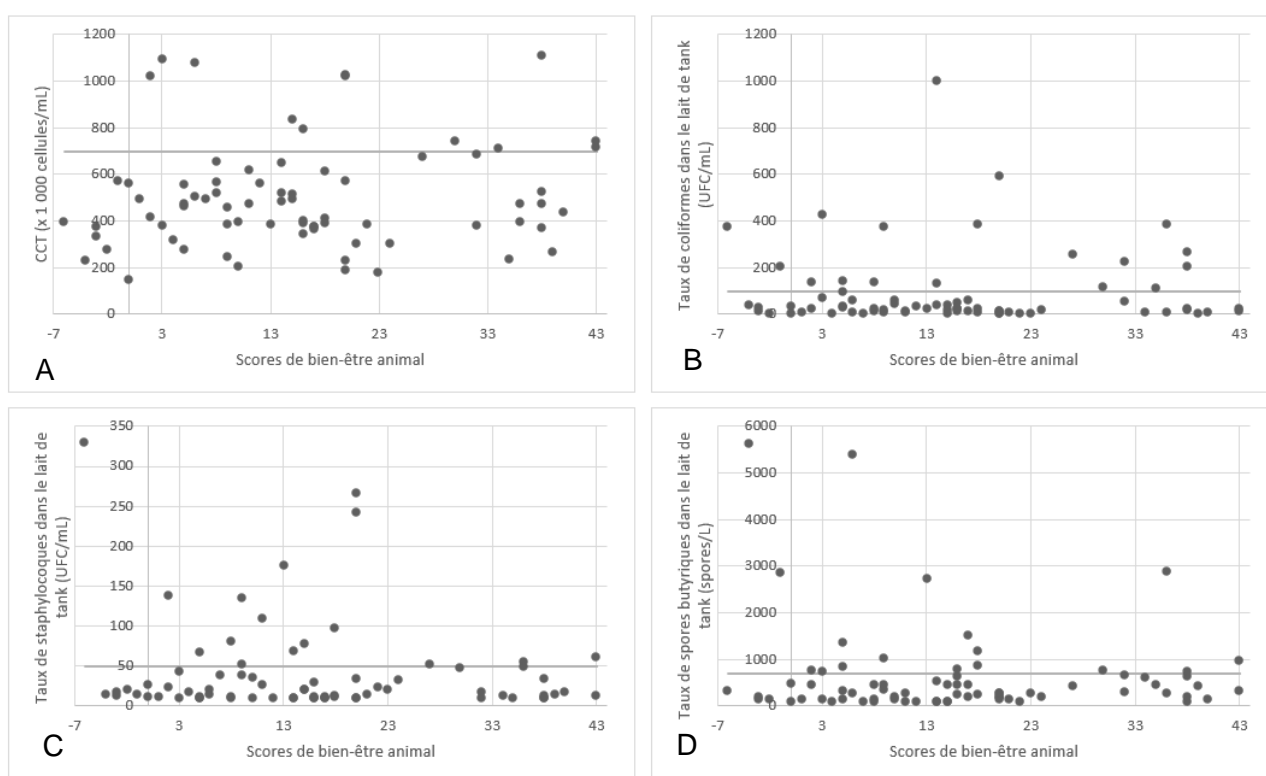 1200
1000
800
600
400
200
0
-7 3 13 23 33 43
CCT (x 1 000 cellules/mL)
Scores de bien-être animal
A
1200
1000
800
600
400
200
0
-7 3 13 23 33 43
Taux de coliformes dans le lait de tank
(UFC/mL)
Scores de bien-être animal
B
350
300
250
200
150
100
50
0
-7 3 13 23 33 43
Taux de staphylocoques dans le lait de
tank (UFC/mL)
Scores de bien-être animal
C
6000
5000
4000
3000
2000
1000
0
-7 3 13 23 33 43
Taux de spores butyriques dans le lait de
tank (spores/L)
Scores de bien-être animal
D